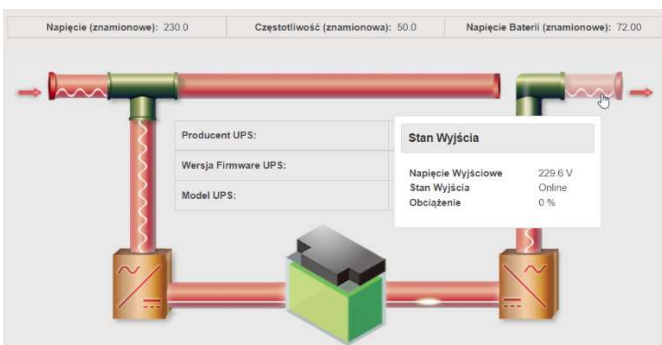 Napięcie (znamionowe): 230.0 Częstotliwość (znamionowa): 50.0 Napięcie Baterii (znamionowe): 72.00
Producent UPS:
Wersja Firmware UPS:
Model UPS:
Stan Wyjścia
Napięcie Wyjściowe 229.6 V
Stan Wyjścia Online
Obciążenie 0 %